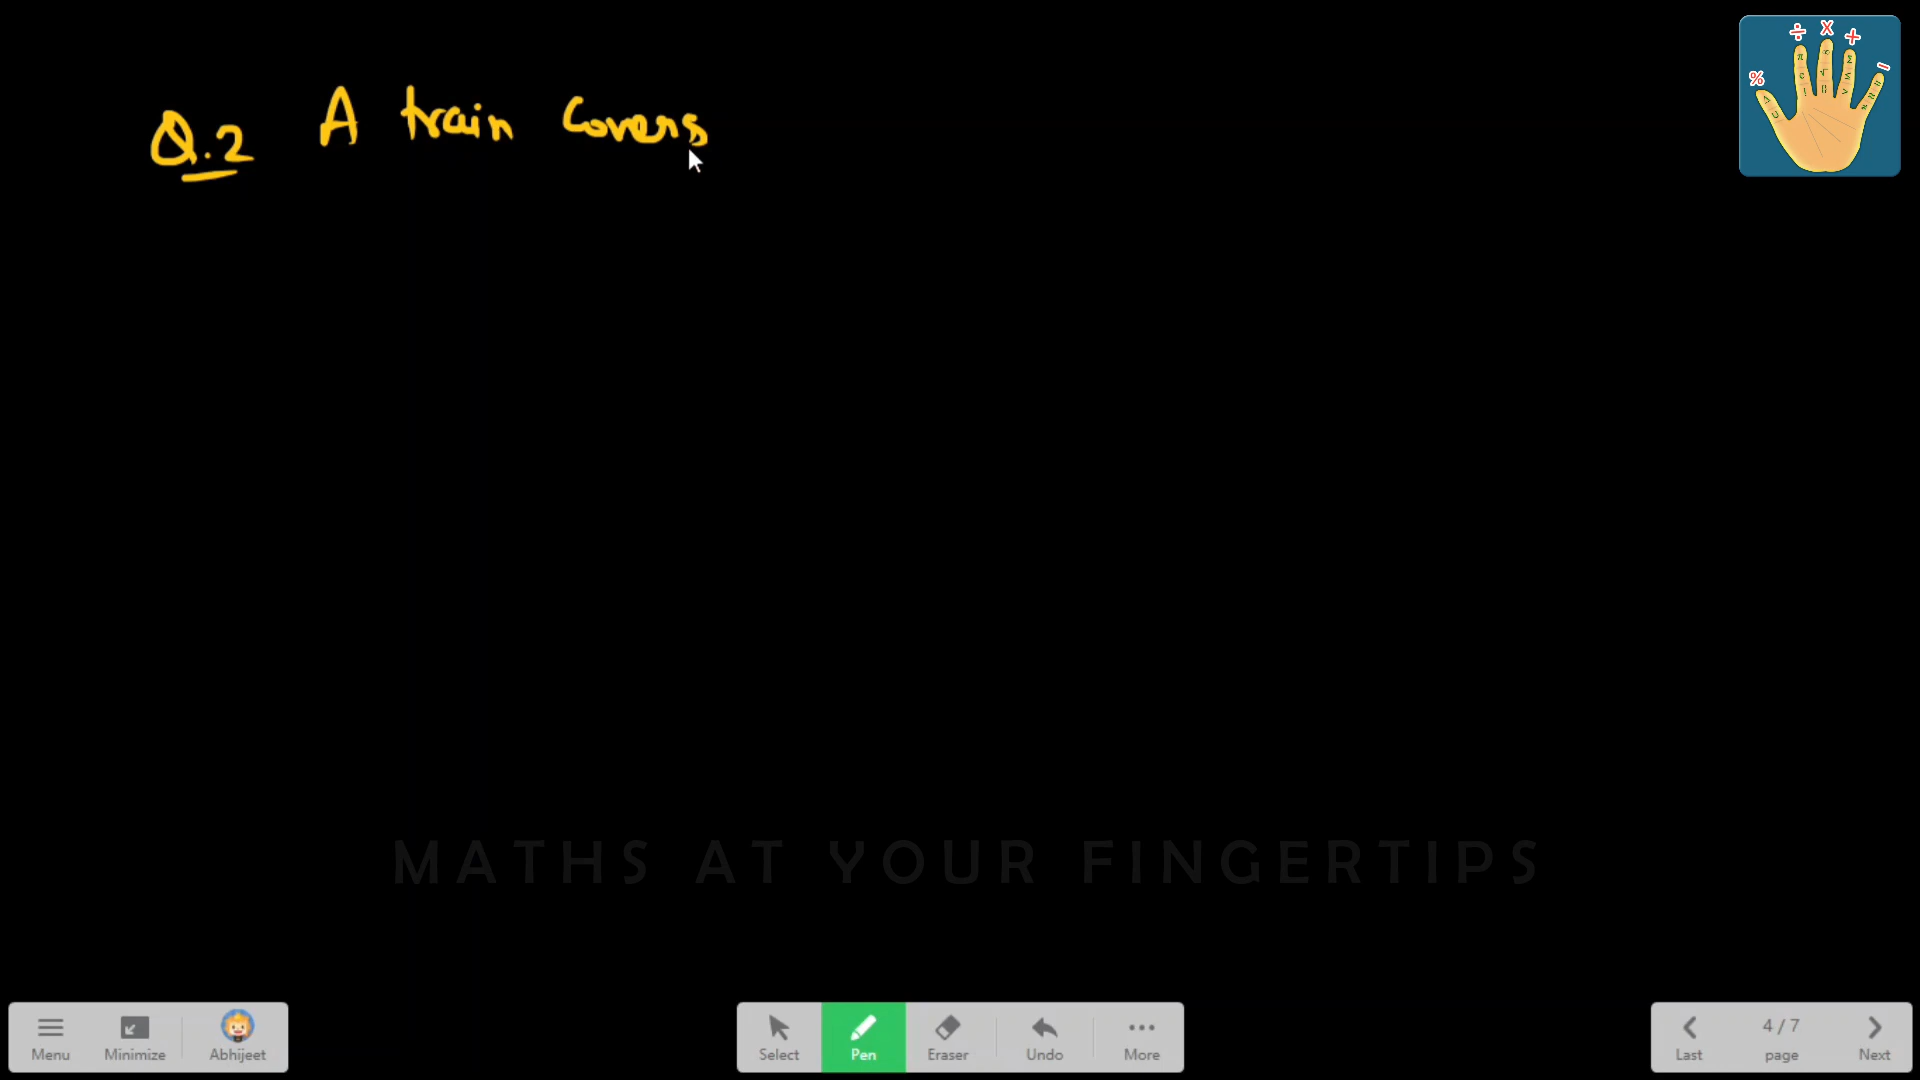 Q.2 A train Covers
% ÷ x + -
MATHS AT YOUR FINGERTIPS
Menu Minimize Abhijeet Select Pen Eraser Undo More Last 4 / 7 page Next